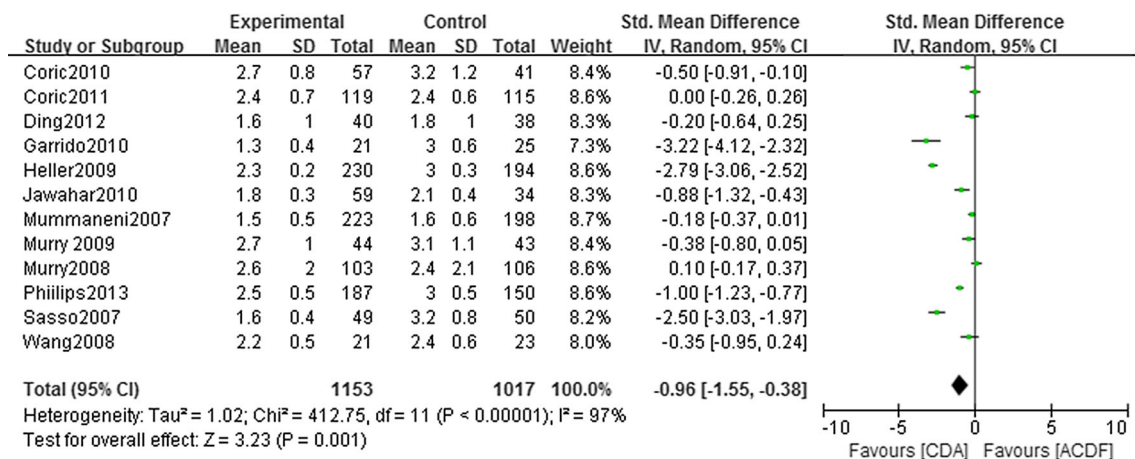 Experimental Control Std. Mean Difference Std. Mean Difference
Study or Subgroup Mean SD Total Mean SD Total Weight IV, Random, 95% CI IV, Random, 95% CI
Coric2010 2.7 0.8 57 3.2 1.2 41 8.4% -0.50 [-0.91, -0.10]
Coric2011 2.4 0.7 119 2.4 0.6 115 8.6% 0.00 [-0.26, 0.26]
Ding2012 1.6 1 40 1.8 1 38 8.3% -0.20 [-0.64, 0.25]
Garrido2010 1.3 0.4 21 3 0.6 25 7.3% -3.22 [-4.12, -2.32]
Heller2009 2.3 0.2 230 3 0.3 194 8.6% -2.79 [-3.06, -2.52]
Jawahar2010 1.8 0.3 59 2.1 0.4 34 8.3% -0.88 [-1.32, -0.43]
Mummaneni2007 1.5 0.5 223 1.6 0.6 198 8.7% -0.18 [-0.37, 0.01]
Murry 2009 2.7 1 44 3.1 1.1 43 8.4% -0.38 [-0.80, 0.05]
Murry2008 2.6 2 103 2.4 2.1 106 8.6% 0.10 [-0.17, 0.37]
Phiilips2013 2.5 0.5 187 3 0.5 150 8.6% -1.00 [-1.23, -0.77]
Sasso2007 1.6 0.4 49 3.2 0.8 50 8.2% -2.50 [-3.03, -1.97]
Wang2008 2.2 0.5 21 2.4 0.6 23 8.0% -0.35 [-0.95, 0.24]
Total (95% CI) 1153 1017 100.0% -0.96 [-1.55, -0.38]
Heterogeneity: Tau² = 1.02; Chi² = 412.75, df = 11 (P < 0.00001); I² = 97%
Test for overall effect: Z = 3.23 (P = 0.001)
-10 -5 0 5 10
Favours [CDA] Favours [ACDF]